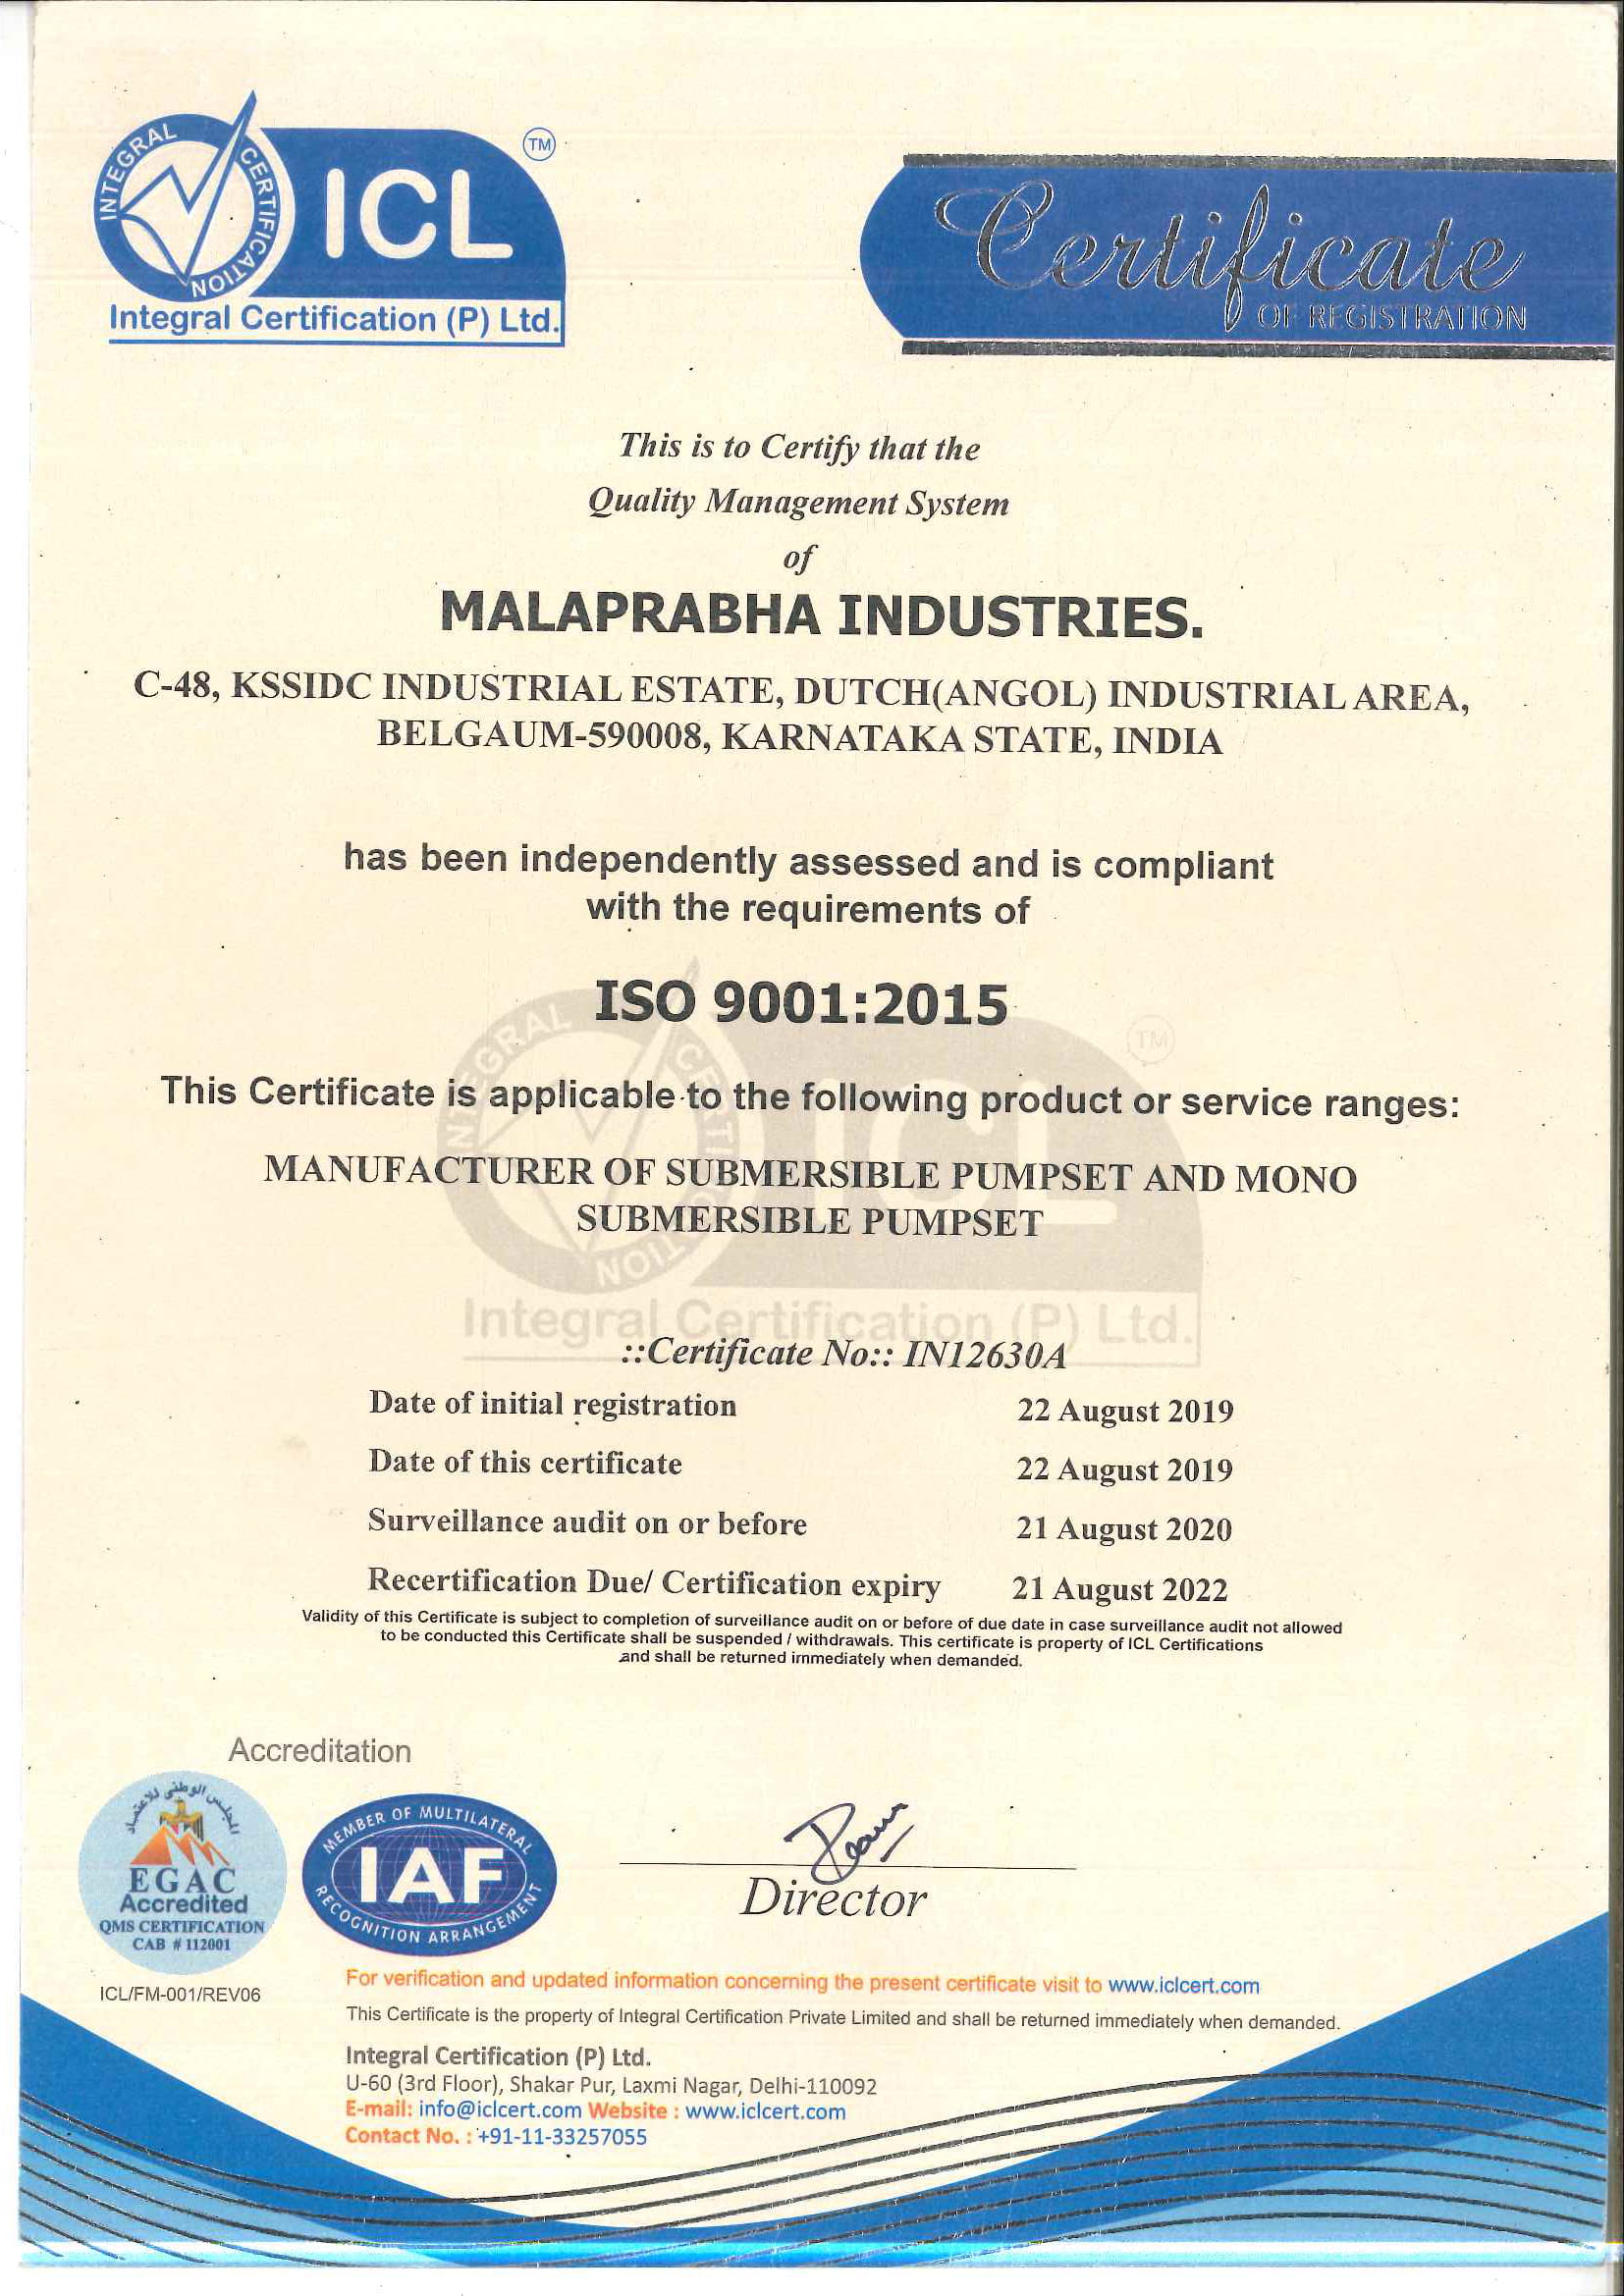 INTEGRAL CERTIFICATION
ICL
TM
Integral Certification (P) Ltd.
Certificate
OF REGISTRATION
This is to Certify that the
Quality Management System
of
MALAPRABHA INDUSTRIES.
C-48, KSSIDC INDUSTRIAL ESTATE, DUTCH(ANGOL) INDUSTRIAL AREA,
BELGAUM-590008, KARNATAKA STATE, INDIA
has been independently assessed and is compliant
with the requirements of
ISO 9001:2015
This Certificate is applicable to the following product or service ranges:
MANUFACTURER OF SUBMERSIBLE PUMPSET AND MONO
SUBMERSIBLE PUMPSET
INTEGRAL CERTIFICATION
ICL
TM
Integral Certification (P) Ltd.
::Certificate No:: IN12630A
Date of initial registration 22 August 2019
Date of this certificate 22 August 2019
Surveillance audit on or before 21 August 2020
Recertification Due/ Certification expiry 21 August 2022
Validity of this Certificate is subject to completion of surveillance audit on or before of due date in case surveillance audit not allowed
to be conducted this Certificate shall be suspended / withdrawals. This certificate is property of ICL Certifications
and shall be returned immediately when demanded.
Accreditation
المجلس الوطنى للاعتماد
EGAC
Accredited
QMS CERTIFICATION
CAB # 112001
MEMBER OF MULTILATERAL
IAF
RECOGNITION ARRANGEMENT
Director
ICL/FM-001/REV06
For verification and updated information concerning the present certificate visit to www.iclcert.com
This Certificate is the property of Integral Certification Private Limited and shall be returned immediately when demanded.
Integral Certification (P) Ltd.
U-60 (3rd Floor), Shakar Pur, Laxmi Nagar, Delhi-110092
E-mail: info@iclcert.com Website : www.iclcert.com
Contact No. : +91-11-33257055